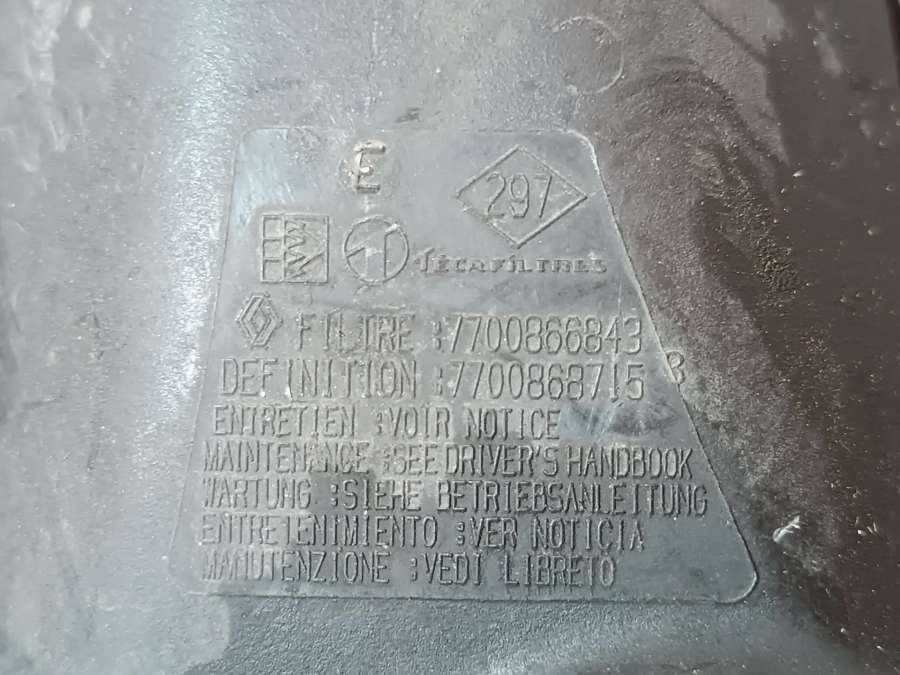 E
297
TECAFILTRES
FILTRE :7700866843
DEFINITION :7700868715 B
ENTRETIEN :VOIR NOTICE
MAINTENANCE :SEE DRIVER'S HANDBOOK
WARTUNG :SIEHE BETRIEBSANLEITUNG
ENTRETENIMIENTO :VER NOTICIA
MANUTENZIONE :VEDI LIBRETO